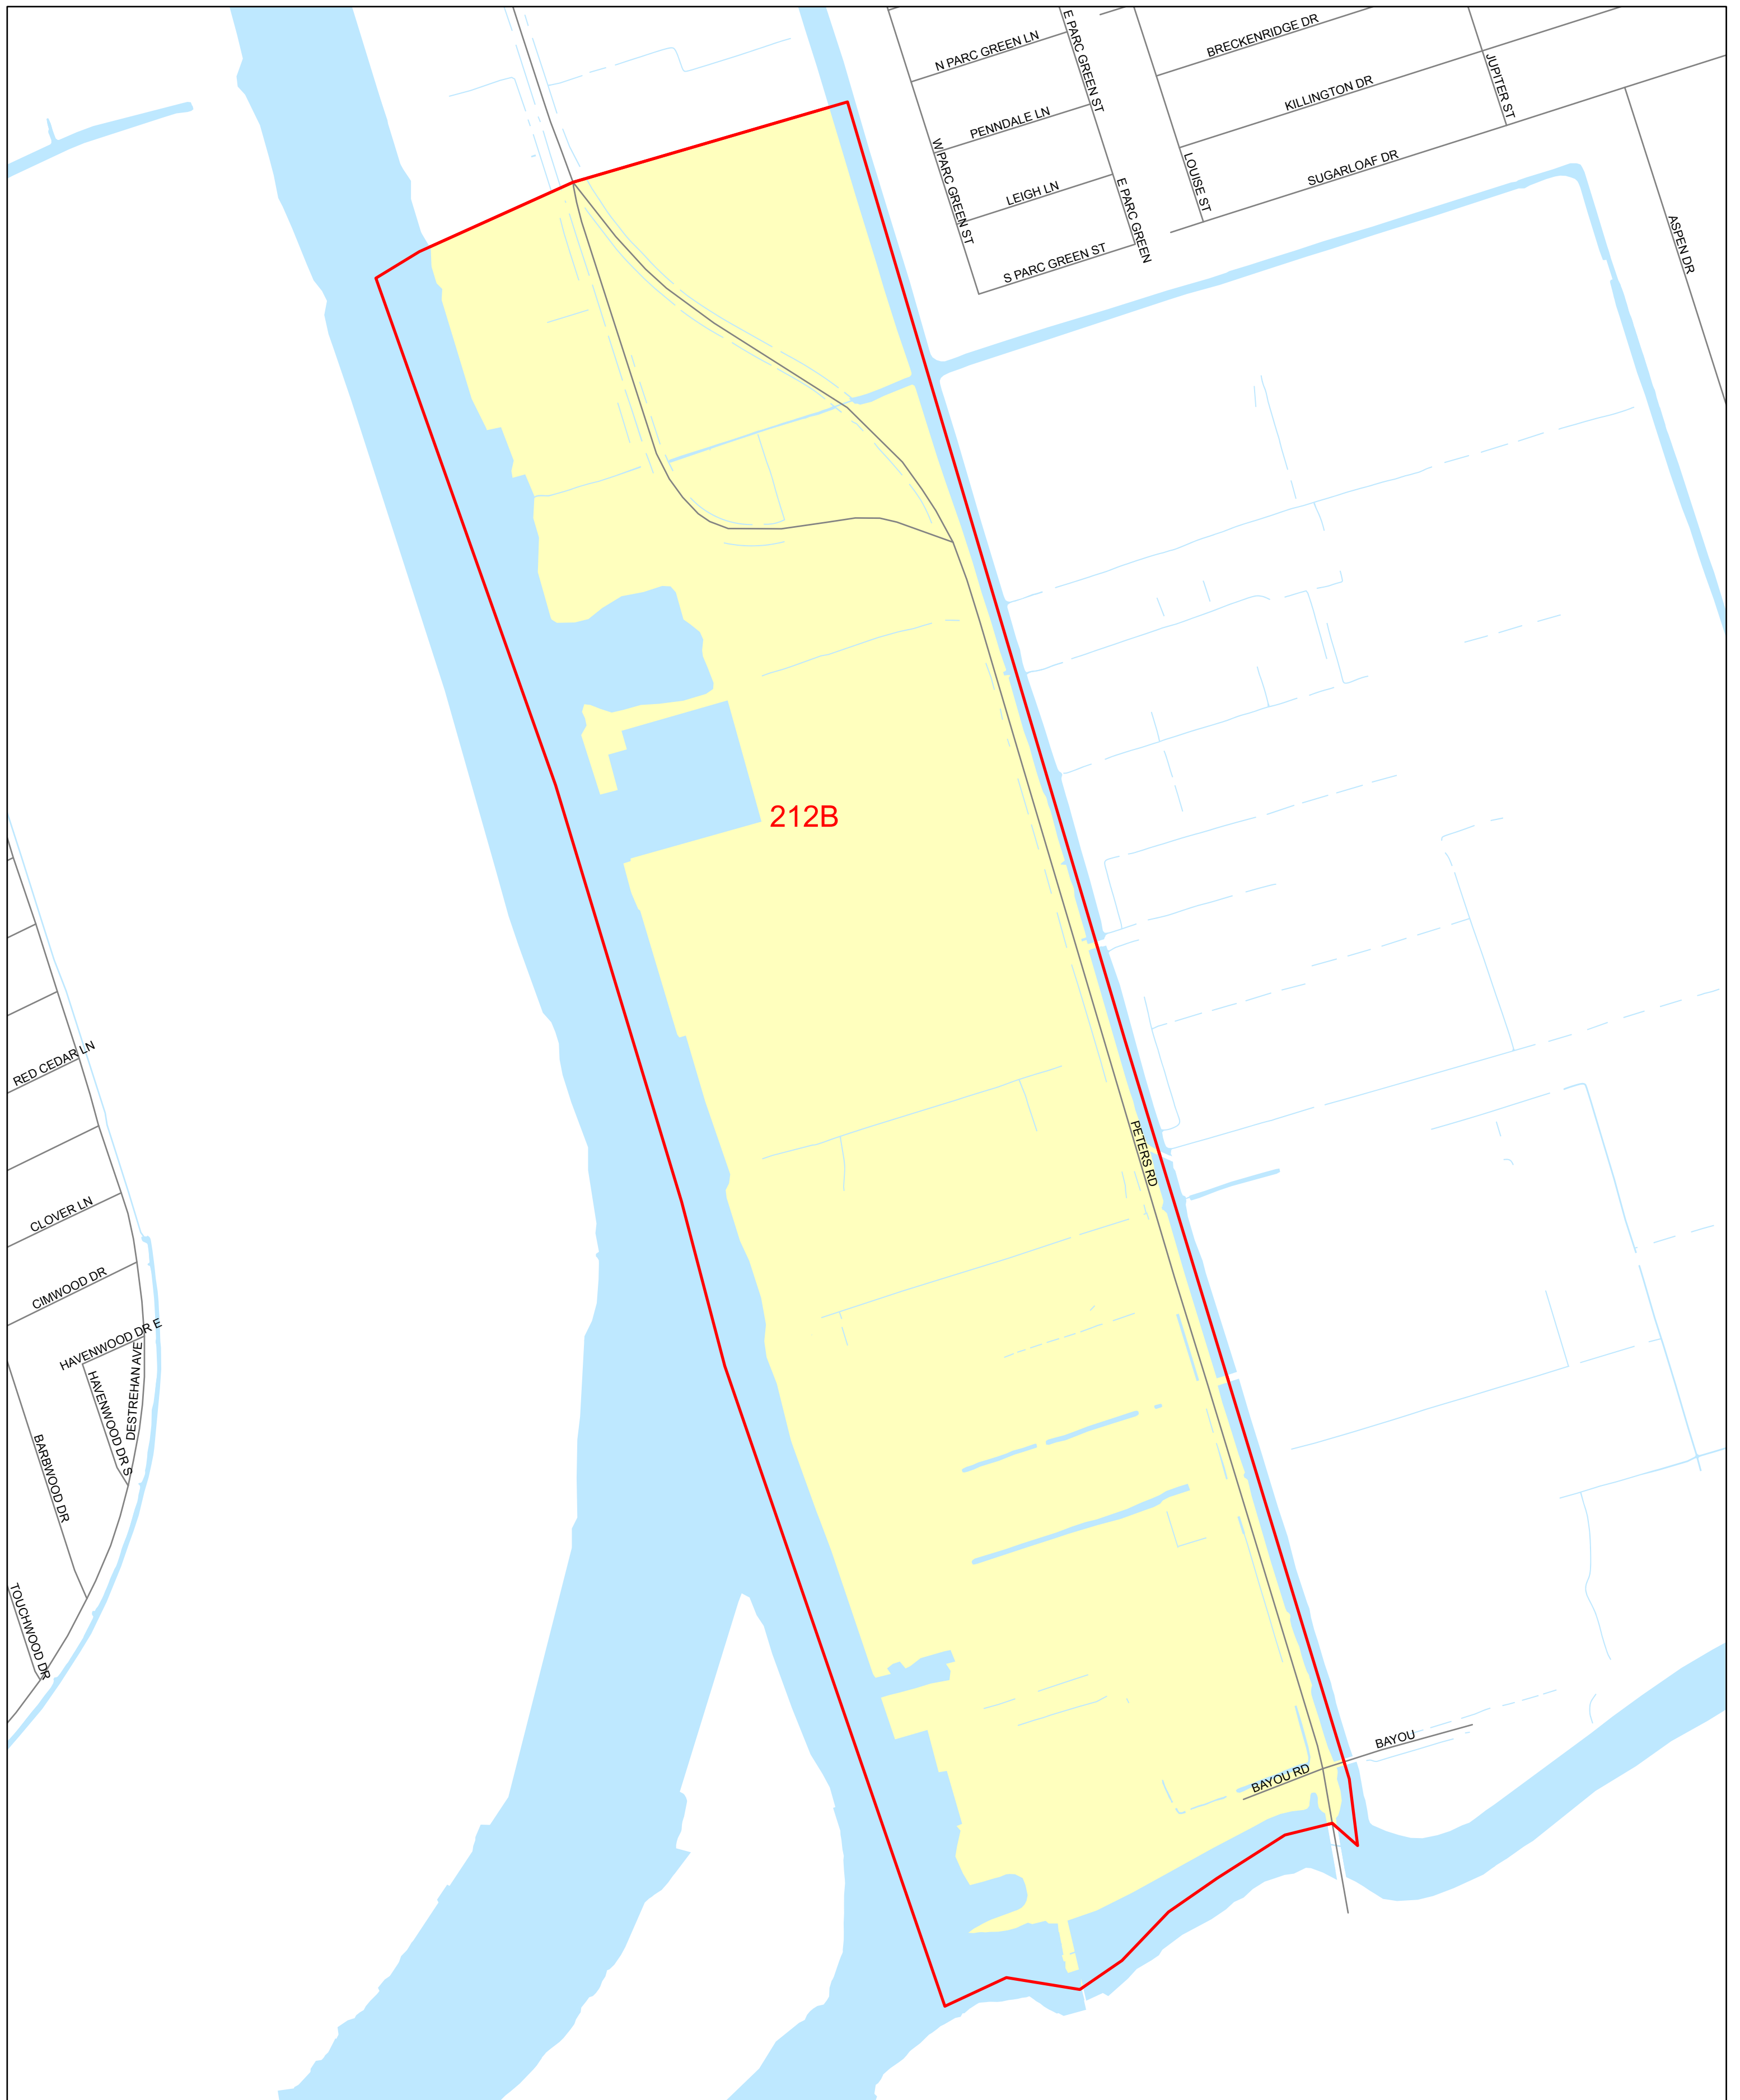 E PARC GREEN ST
BRECKENRIDGE DR
N PARC GREEN LN
JUPITER ST
KILLINGTON DR
PENNDALE LN
W PARC GREEN ST
SUGARLOAF DR
LOUISE ST
LEIGH LN
E PARC GREEN
ASPEN DR
S PARC GREEN ST
212B
RED CEDAR LN
PETERS RD
CLOVER LN
CIMWOOD DR
HAVENWOOD DR E
DESTREHAN AVE
HAVENWOOD DR S
BARBWOOD DR
TOUCHWOOD DR
BAYOU
BAYOU RD